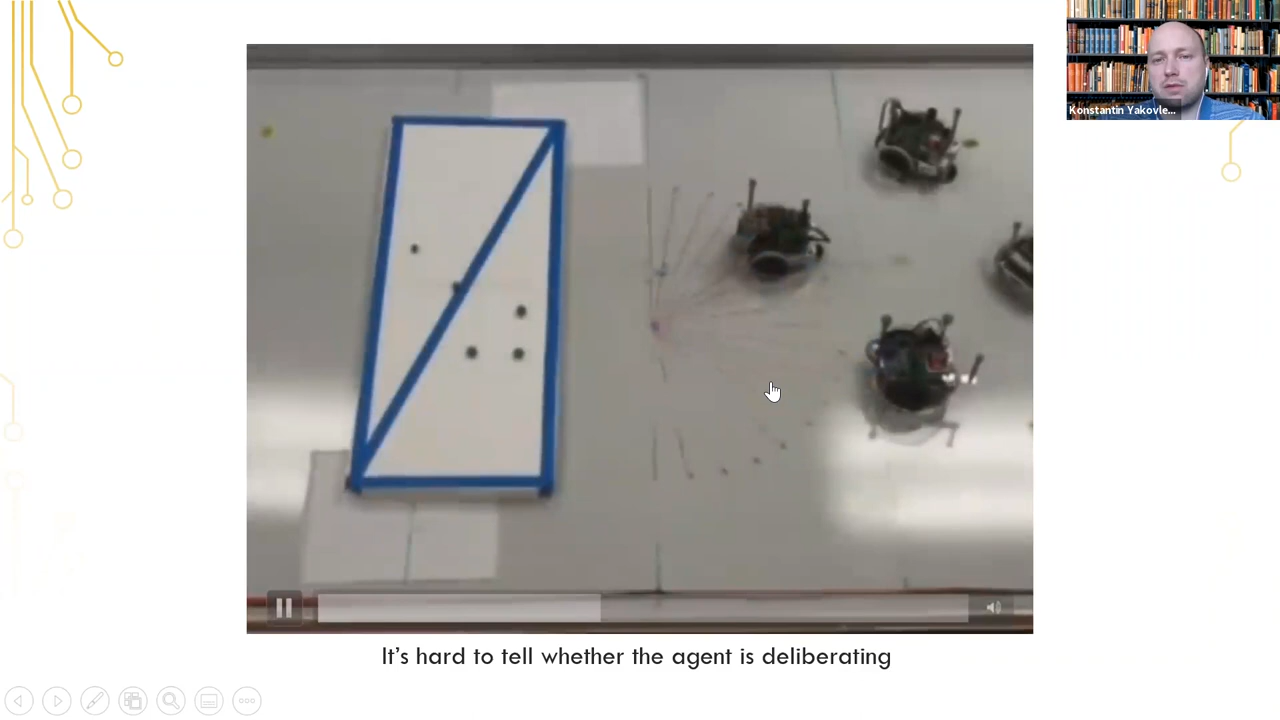 Konstantin Yakovle...
It's hard to tell whether the agent is deliberating